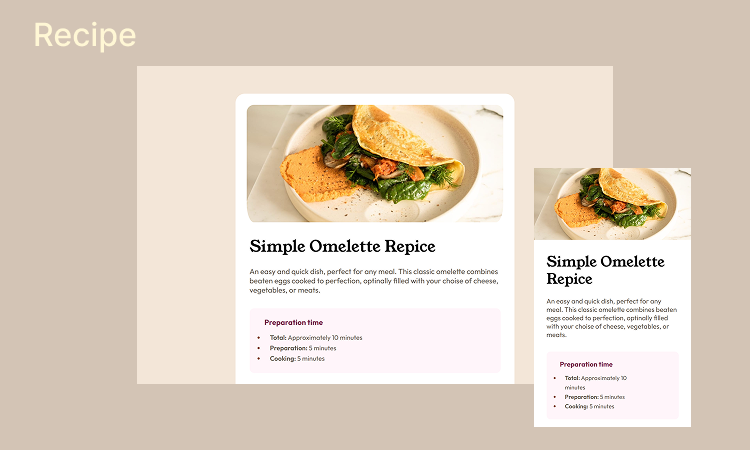 Recipe
Simple Omelette Repice
An easy and quick dish, perfect for any meal. This classic omelette combines
beaten eggs cooked to perfection, optinally filled with your choise of cheese,
vegetables, or meats.
Preparation time
Total: Approximately 10 minutes
Preparation: 5 minutes
Cooking: 5 minutes
Simple Omelette
Repice
An easy and quick dish, perfect for any
meal. This classic omelette combines beaten
eggs cooked to perfection, optinally filled
with your choise of cheese, vegetables, or
meats.
Preparation time
Total: Approximately 10
minutes
Preparation: 5 minutes
Cooking: 5 minutes